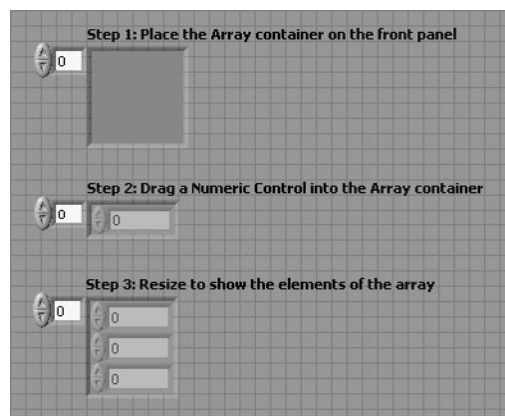 Step 1: Place the Array container on the front panel
0
Step 2: Drag a Numeric Control into the Array container
0
0
Step 3: Resize to show the elements of the array
0
0
0
0